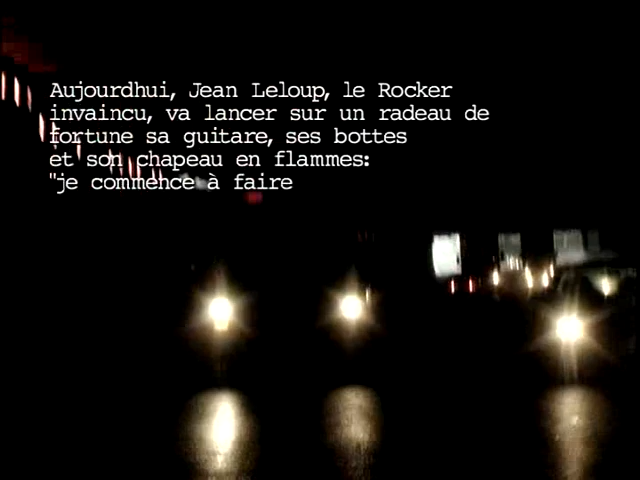 Aujourdhui, Jean Leloup, le Rocker
invaincu, va lancer sur un radeau de
fortune sa guitare, ses bottes
et son chapeau en flammes:
"je commence à faire